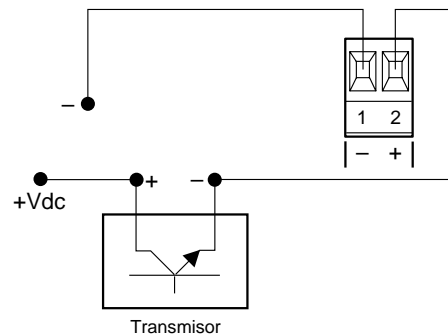 –
1 2
– +
+ –
+Vdc
Transmisor